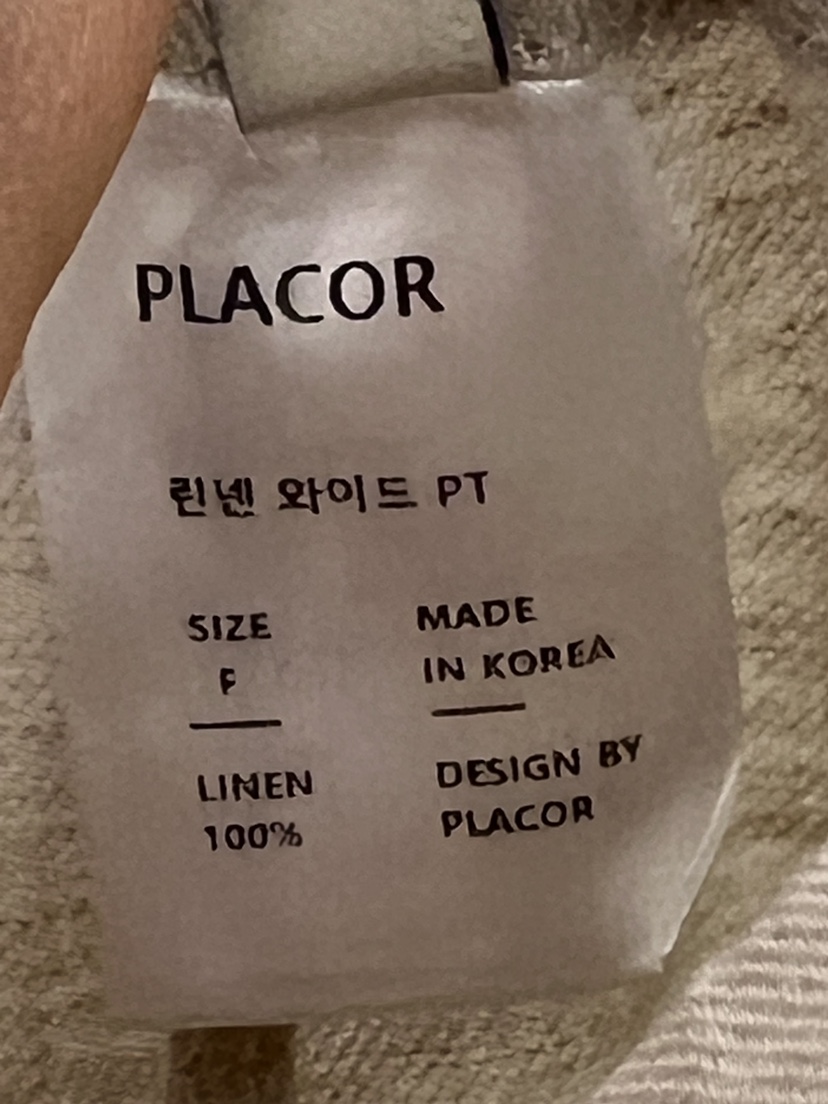 PLACOR
린넨 와이드 PT
SIZE
F
LINEN
100%
MADE
IN KOREA
DESIGN BY
PLACOR